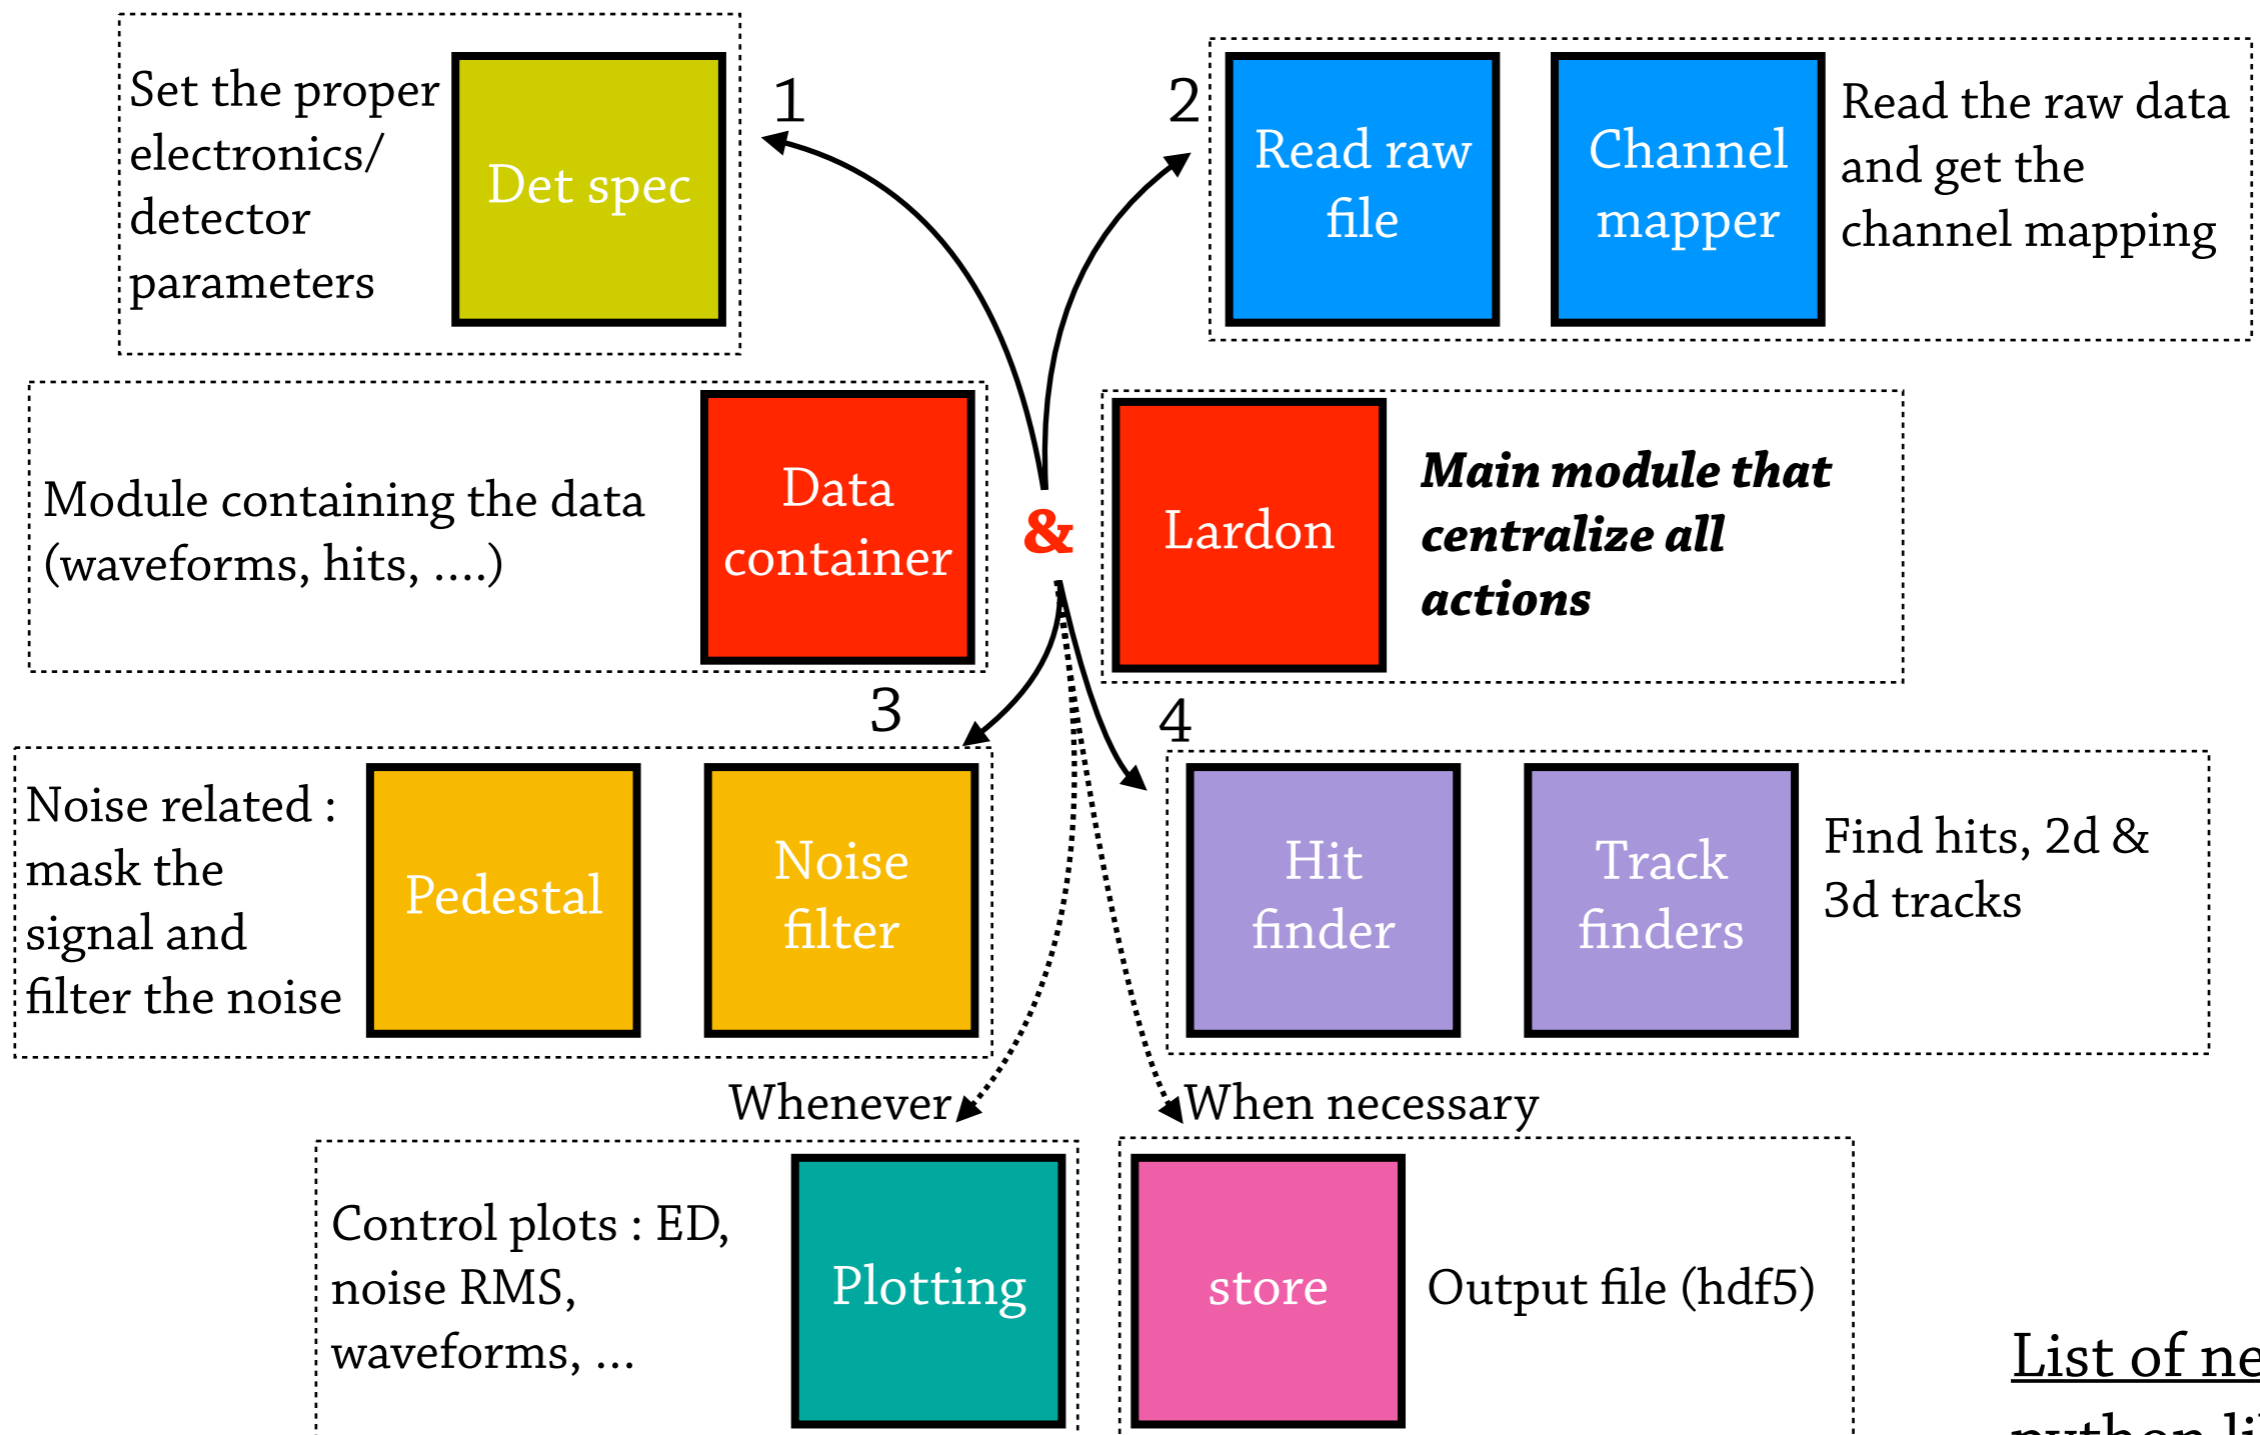 Set the proper
electronics/
detector
parameters
Det spec
1
2
Read raw
file
Channel
mapper
Read the raw data
and get the
channel mapping
Module containing the data
(waveforms, hits, ....)
Data
container
&
Lardon
Main module that
centralize all
actions
3
4
Noise related :
mask the
signal and
filter the noise
Pedestal
Noise
filter
Hit
finder
Track
finders
Find hits, 2d &
3d tracks
Whenever
When necessary
Control plots : ED,
noise RMS,
waveforms, ...
Plotting
store
Output file (hdf5)
List of
python